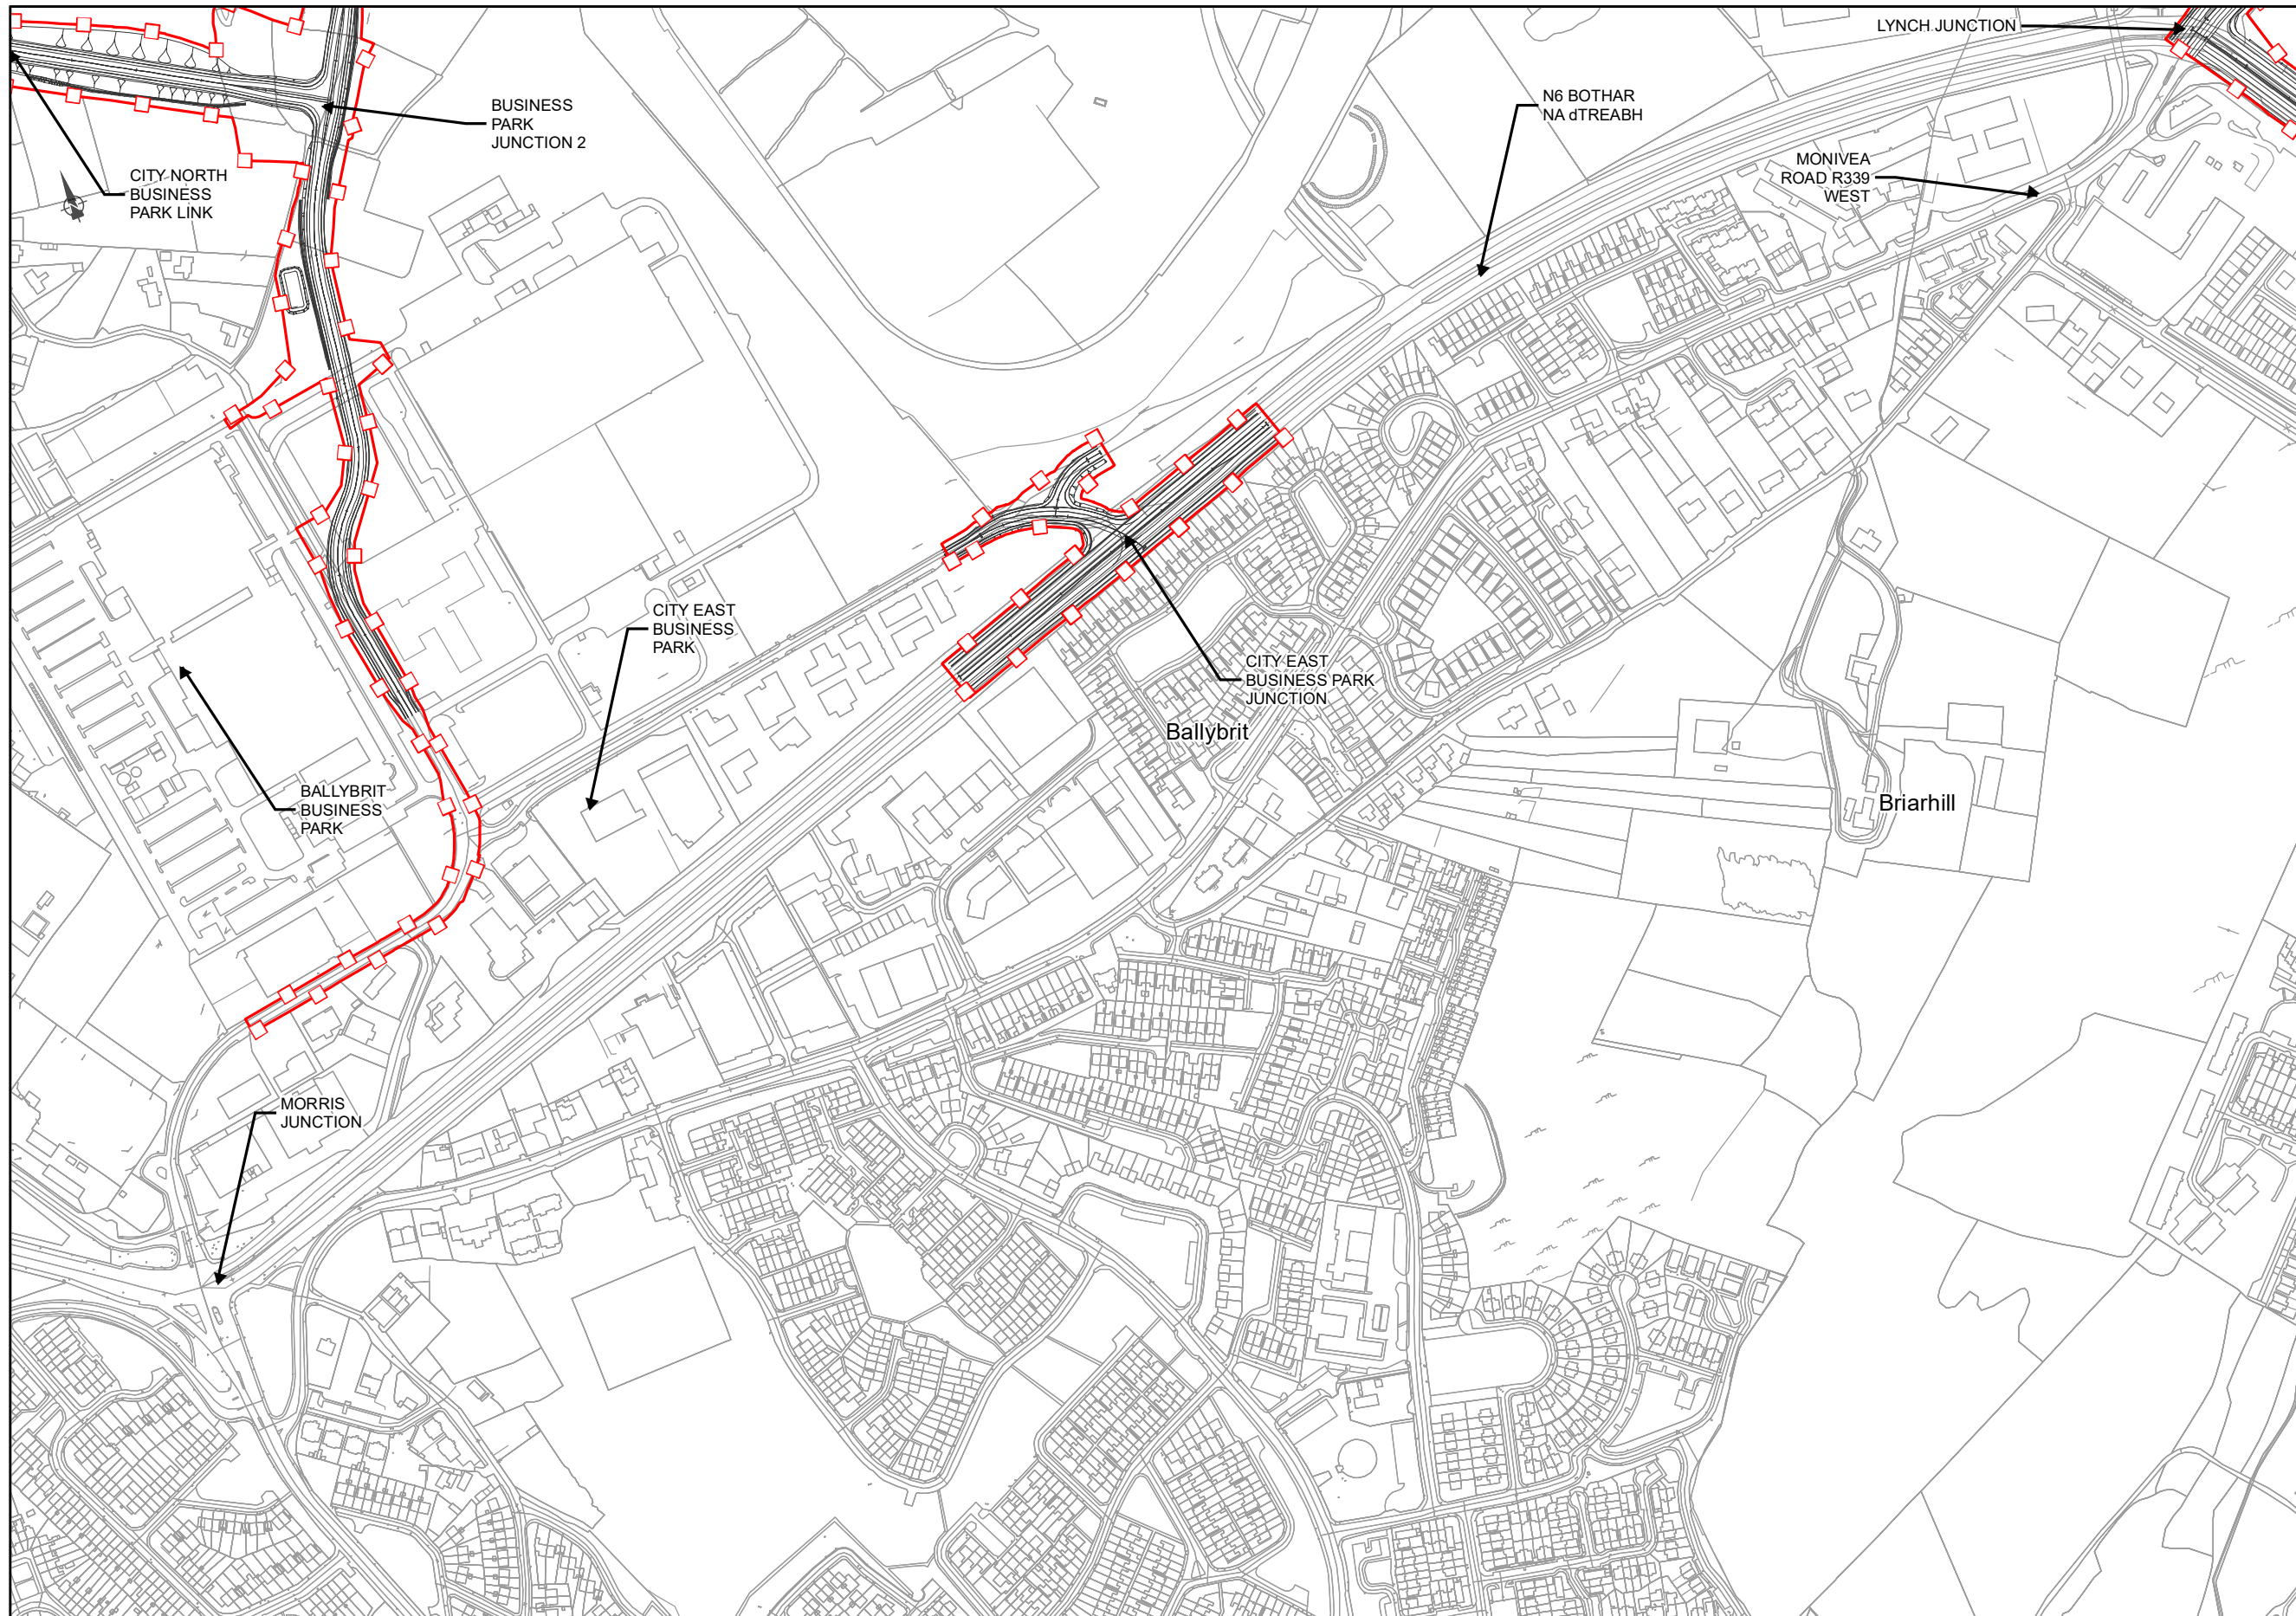 LYNCH JUNCTION
BUSINESS
PARK
JUNCTION 2
N6 BOTHAR
NA dTREABH
CITY NORTH
BUSINESS
PARK LINK
MONIVEA
ROAD R339
WEST
CITY EAST
BUSINESS
PARK
CITY EAST
BUSINESS PARK
JUNCTION
Ballybrit
BALLYBRIT
BUSINESS
PARK
Briarhill
MORRIS
JUNCTION